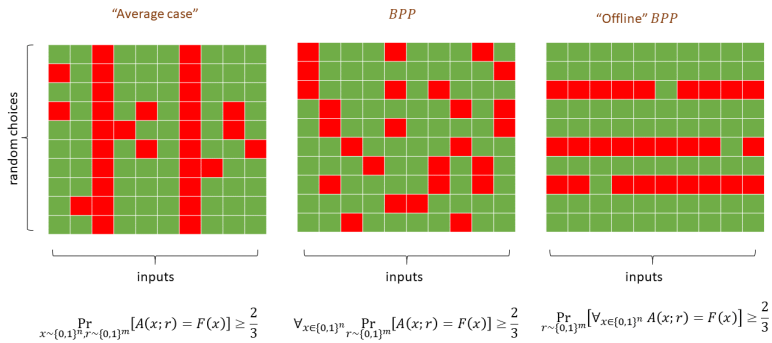 “Average case”
BPP
“Offline” BPP
random choices
inputs
inputs
inputs
Pr_{x∼{0,1}^n, r∼{0,1}^m}[A(x; r) = F(x)] ≥ 2/3
∀_{x∈{0,1}^n} Pr_{r∼{0,1}^m}[A(x; r) = F(x)] ≥ 2/3
Pr_{r∼{0,1}^m}[∀_{x∈{0,1}^n} A(x; r) = F(x)] ≥ 2/3